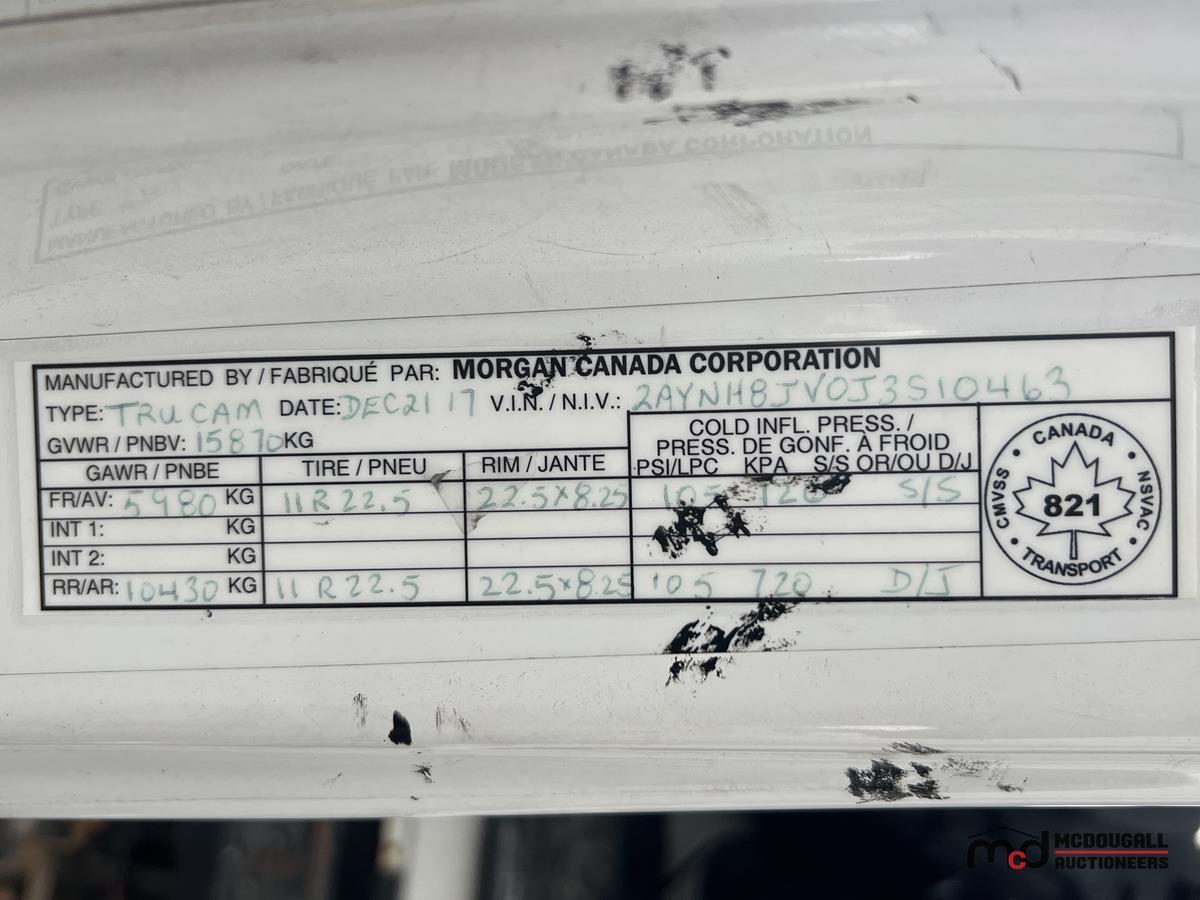 MANUFACTURED BY / FABRIQUÉ PAR: MORGAN CANADA CORPORATION
TYPE: TRUCAM DATE: DEC21 17 V.I.N. / N.I.V.: 2AYNH8JV0J3S10463
GVWR / PNBV: 15870 KG
COLD INFL. PRESS. /
PRESS. DE GONF. À FROID
GAWR / PNBE TIRE / PNEU RIM / JANTE PSI/LPC KPA S/S OR/OU D/J
FR/AV: 5980 KG 11R22.5 22.5x8.25 105 720 S/S
INT 1: KG
INT 2: KG
RR/AR: 10430 KG 11R22.5 22.5x8.25 105 720 D/J
CANADA
CMVSS • 821 • NSVAC
TRANSPORT
mcd MCDOUGALL
AUCTIONEERS